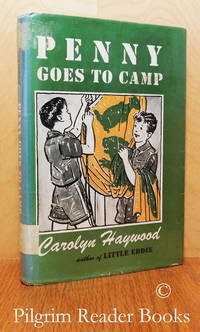 PENNY
GOES TO CAMP
Carolyn Haywood
author of LITTLE EDDIE
©
Pilgrim Reader Books